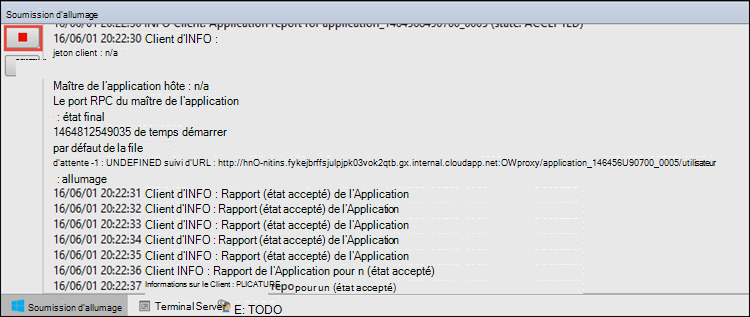 Soumission d'allumage
16/06/01 20:22:30 INFO Client: Application report for application_1464968490700_0005 (state: ACCEPTED)
16/06/01 20:22:30 Client d'INFO :
jeton client : n/a
Maître de l'application hôte : n/a
Le port RPC du maître de l'application
: état final
1464812549035 de temps démarrer
par défaut de la file
d'attente -1 : UNDEFINED suivi d'URL : http://hnO-nitins.fykejbrffsjulpjpk03vok2qtb.gx.internal.cloudapp.net:OWproxy/application_146456U90700_0005/utilisateur
: allumage
16/06/01 20:22:31 Client d'INFO : Rapport (état accepté) de l'Application
16/06/01 20:22:32 Client d'INFO : Rapport (état accepté) de l'Application
16/06/01 20:22:33 Client d'INFO : Rapport (état accepté) de l'Application
16/06/01 20:22:34 Client d'INFO : Rapport (état accepté) de l'Application
16/06/01 20:22:35 Client d'INFO : Rapport (état accepté) de l'Application
16/06/01 20:22:36 Client INFO : Rapport de l'Application pour n (état accepté)
16/06/01 20:22:37 Informations sur le Client : PLICATURE repo pour un (état accepté)
Soumission d'allumage Terminal Server E: TODO